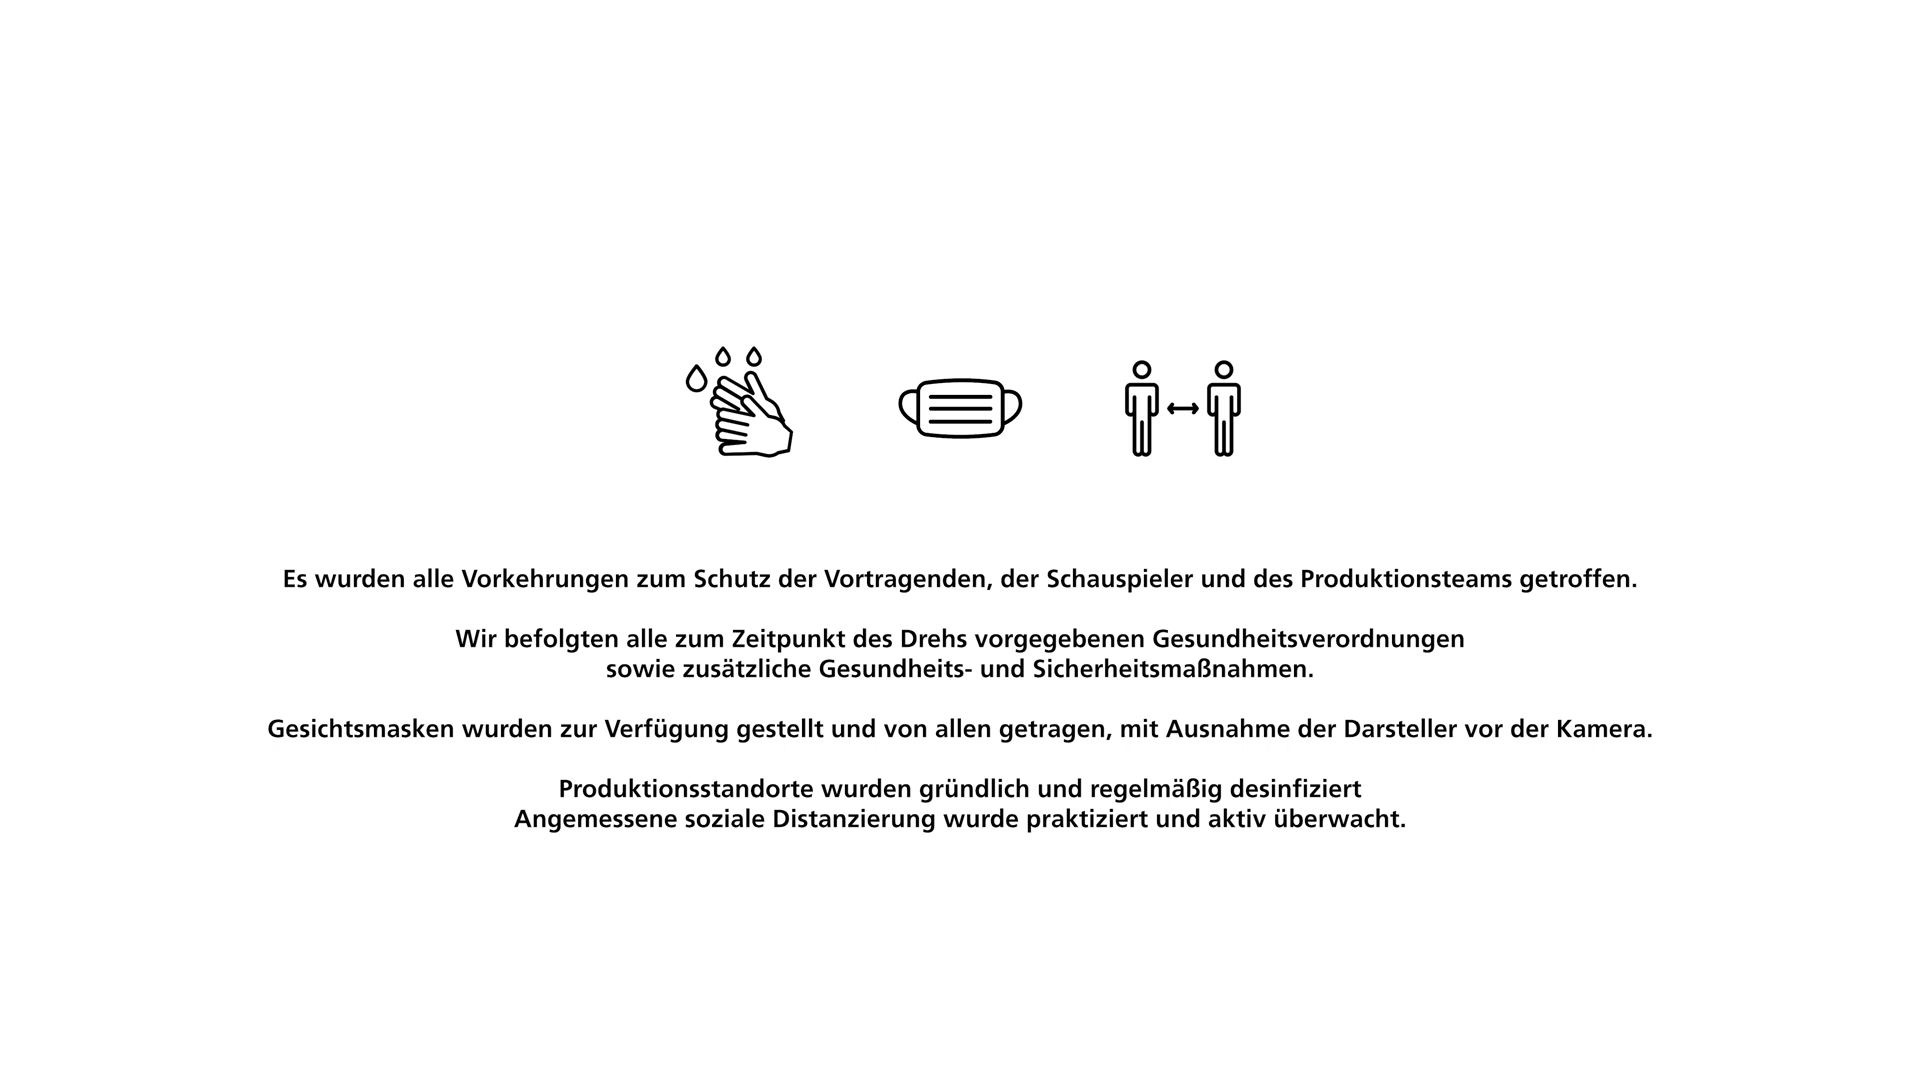 Es wurden alle Vorkehrungen zum Schutz der Vortragenden, der Schauspieler und des Produktionsteams getroffen.
Wir befolgten alle zum Zeitpunkt des Drehs vorgegebenen Gesundheitsverordnungen
sowie zusätzliche Gesundheits- und Sicherheitsmaßnahmen.
Gesichtsmasken wurden zur Verfügung gestellt und von allen getragen, mit Ausnahme der Darsteller vor der Kamera.
Produktionsstandorte wurden gründlich und regelmäßig desinfiziert
Angemessene soziale Distanzierung wurde praktiziert und aktiv überwacht.